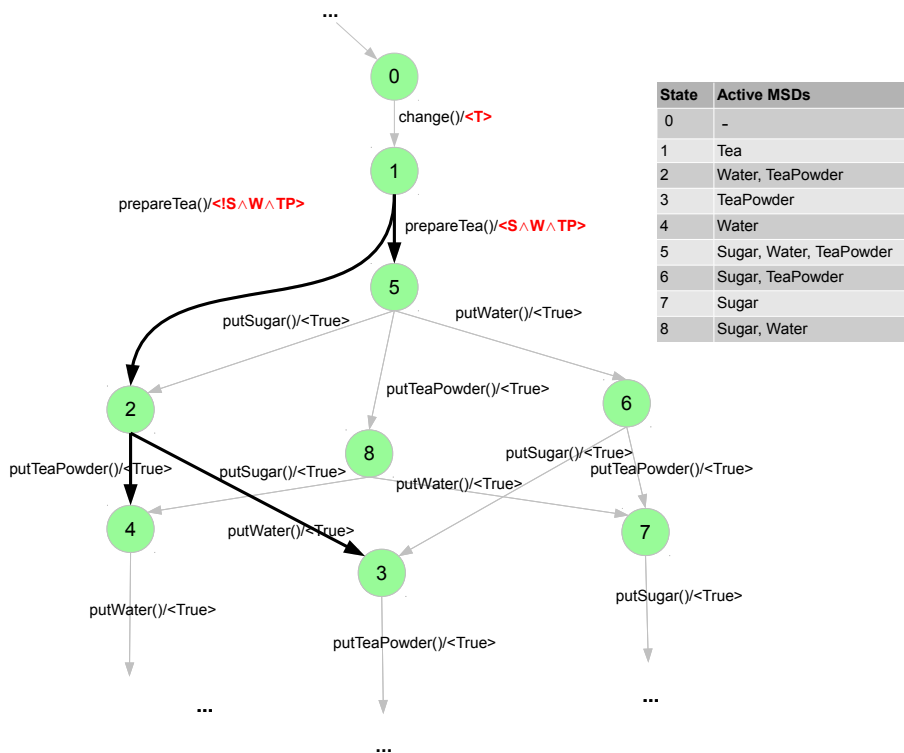 ...
0
change()/<T>
State Active MSDs
0 -
1 Tea
2 Water, TeaPowder
3 TeaPowder
4 Water
5 Sugar, Water, TeaPowder
6 Sugar, TeaPowder
7 Sugar
8 Sugar, Water
1
prepareTea()/<!S∧W∧TP>
prepareTea()/<S∧W∧TP>
5
putSugar()/<True>
putWater()/<True>
putTeaPowder()/<True>
2
6
8
putTeaPowder()/<True>
putSugar()/<True>
putSugar()/<True>
putTeaPowder()/<True>
putWater()/<True>
4
putWater()/<True>
7
3
putWater()/<True>
putSugar()/<True>
putTeaPowder()/<True>
...
...
...